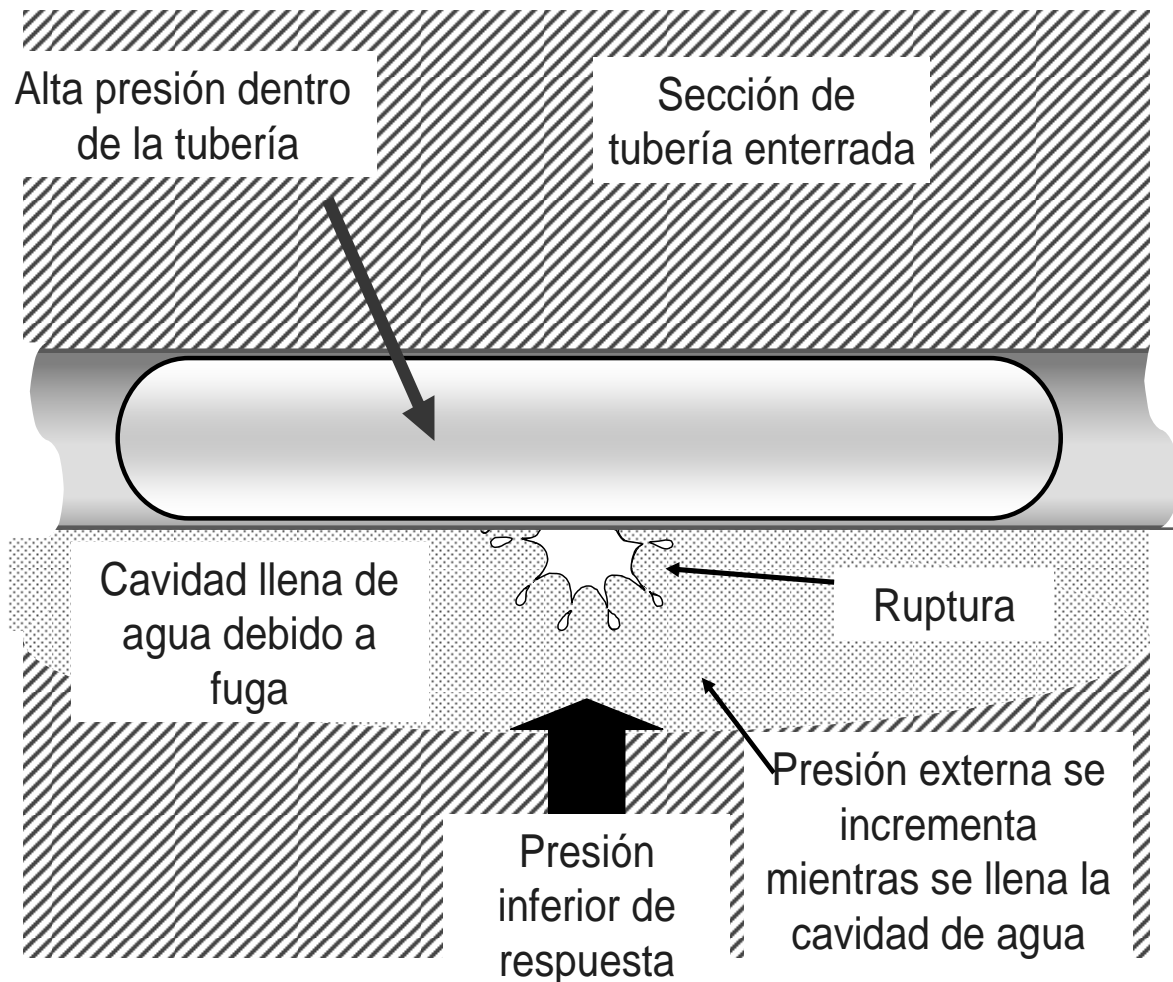 Alta presión dentro
de la tubería
Sección de
tubería enterrada
Cavidad llena de
agua debido a
fuga
Ruptura
Presión
inferior de
respuesta
Presión externa se
incrementa
mientras se llena la
cavidad de agua